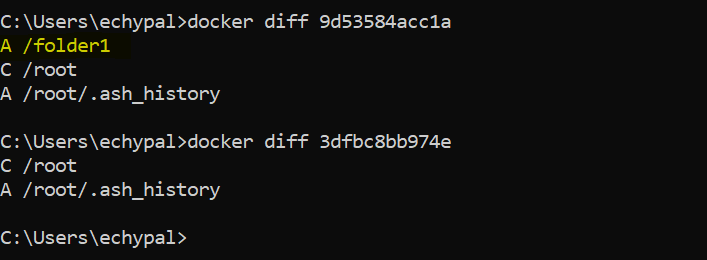 C:\Users\echypal>docker diff 9d53584acc1a
A /folder1
C /root
A /root/.ash_history
C:\Users\echypal>docker diff 3dfbc8bb974e
C /root
A /root/.ash_history
C:\Users\echypal>